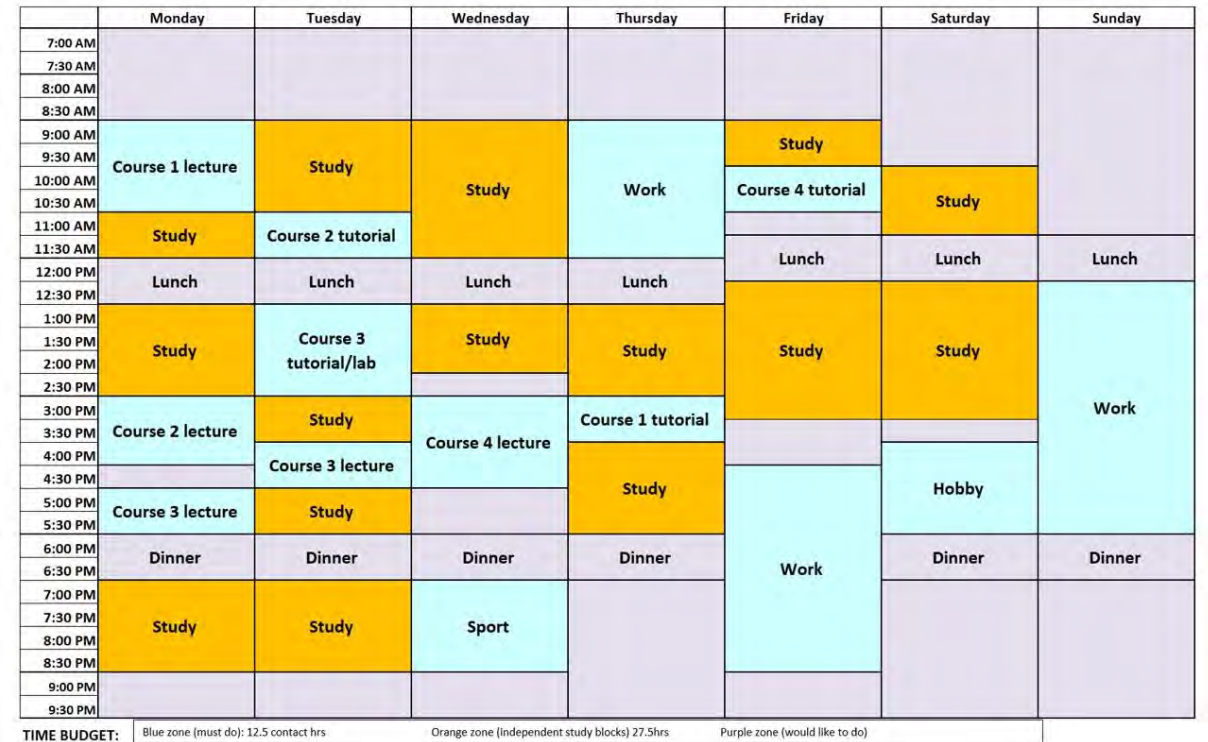 Monday Tuesday Wednesday Thursday Friday Saturday Sunday
7:00 AM
7:30 AM
8:00 AM
8:30 AM
9:00 AM
Study
9:30 AM
Course 1 lecture Study
10:00 AM
Study Work Course 4 tutorial
10:30 AM
Study
11:00 AM
Study Course 2 tutorial
11:30 AM
Lunch Lunch Lunch
12:00 PM
Lunch Lunch Lunch Lunch
12:30 PM
1:00 PM
1:30 PM
Course 3
tutorial/lab
Study
Study Study Study Study
2:00 PM
2:30 PM
3:00 PM
Study Course 1 tutorial Work
3:30 PM
Course 2 lecture Course 4 lecture
4:00 PM
Course 3 lecture
4:30 PM
Study Hobby
5:00 PM
Course 3 lecture Study
5:30 PM
6:00 PM
Dinner Dinner Dinner Dinner Work Dinner Dinner
6:30 PM
7:00 PM
7:30 PM
Study Study Sport
8:00 PM
8:30 PM
9:00 PM
9:30 PM
TIME BUDGET: Blue zone (must do): 12.5 contact hrs Orange zone (independent study blocks) 27.5hrs Purple zone (would like to do)